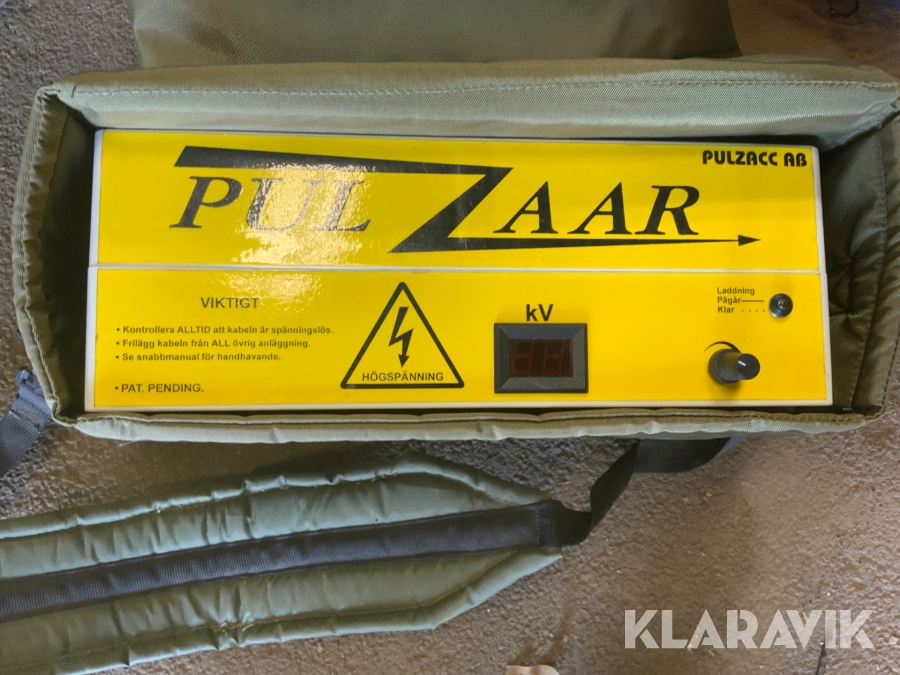 PULZACC AB
PULZAAR
VIKTIGT
• Kontrollera ALLTID att kabeln är spänningslös.
• Frilägg kabeln från ALL övrig anläggning.
• Se snabbmanual för handhavande.
• PAT. PENDING.
HÖGSPÄNNING
kV
Laddning
Pågår
Klar ....
KLARAVIK